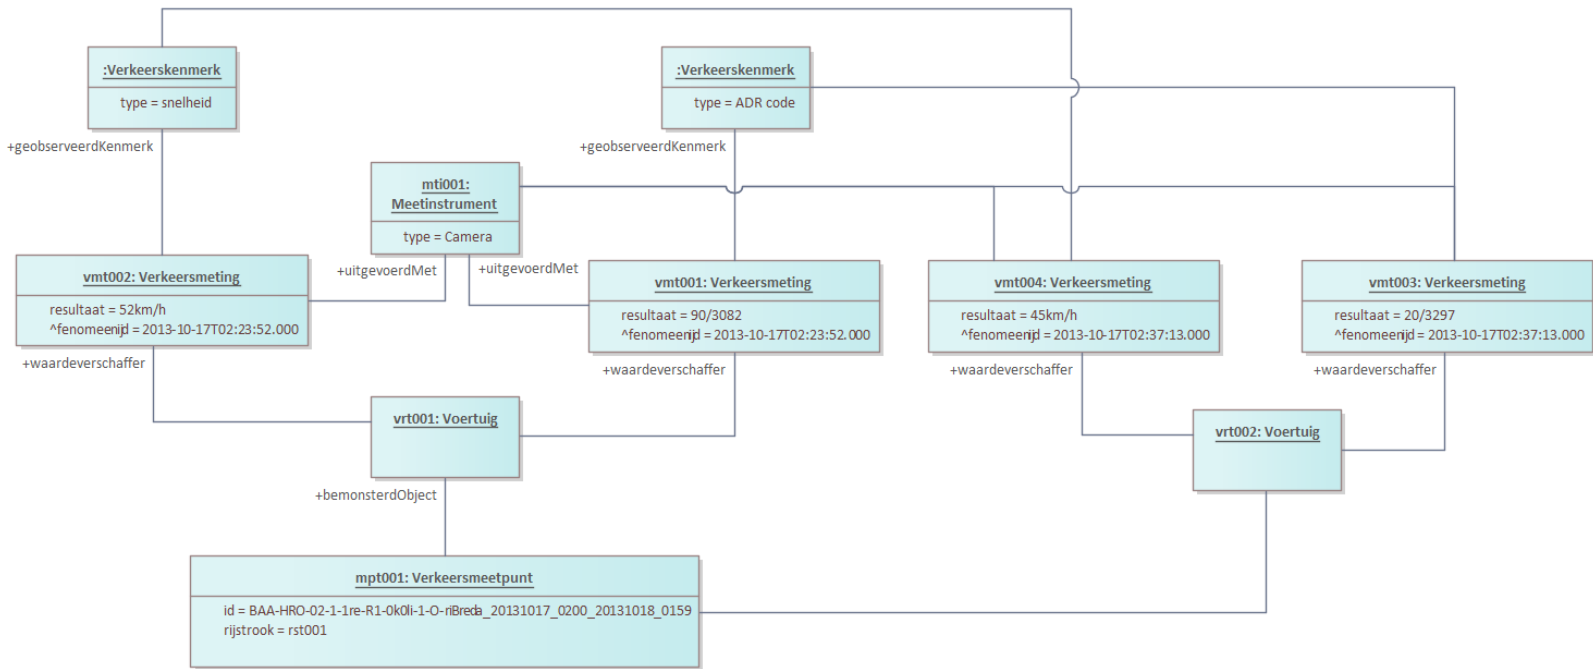 :Verkeerskenmerk
type = snelheid
:Verkeerskenmerk
type = ADR code
+geobserveerdKenmerk
+geobserveerdKenmerk
mti001:
Meetinstrument
type = Camera
+uitgevoerdMet
+uitgevoerdMet
vmt002: Verkeersmeting
resultaat = 52km/h
^fenomeenijd = 2013-10-17T02:23:52.000
vmt001: Verkeersmeting
resultaat = 90/3082
^fenomeenijd = 2013-10-17T02:23:52.000
vmt004: Verkeersmeting
resultaat = 45km/h
^fenomeenijd = 2013-10-17T02:37:13.000
vmt003: Verkeersmeting
resultaat = 20/3297
^fenomeenijd = 2013-10-17T02:37:13.000
+waardeverschaffer
+waardeverschaffer
+waardeverschaffer
+waardeverschaffer
vrt001: Voertuig
vrt002: Voertuig
+bemonsterdObject
mpt001: Verkeersmeetpunt
id = BAA-HRO-02-1-1re-R1-0k0li-1-O-riBreda_20131017_0200_20131018_0159
rijstrook = rst001